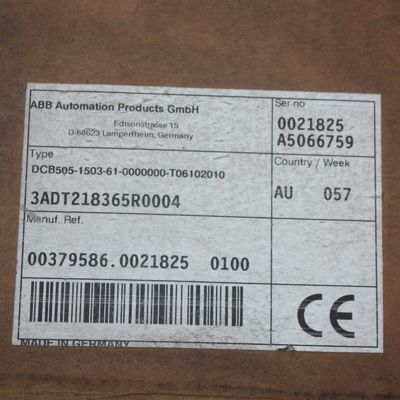 ABB Automation Products GmbH
Edisonstrasse 15
D-68623 Lampertheim, Germany
Ser no
0021825
A5066759
Type
DCB505-1503-61-0000000-T06102010
3ADT218365R0004
Country / Week
AU 057
Manuf. Ref.
00379586.0021825 0100
CE
MADE IN GERMANY